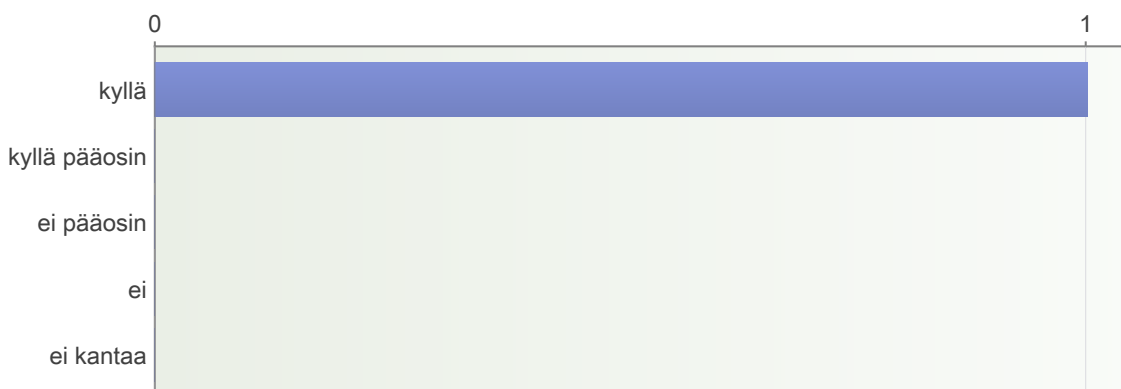 0 1
kyllä
kyllä pääosin
ei pääosin
ei
ei kantaa